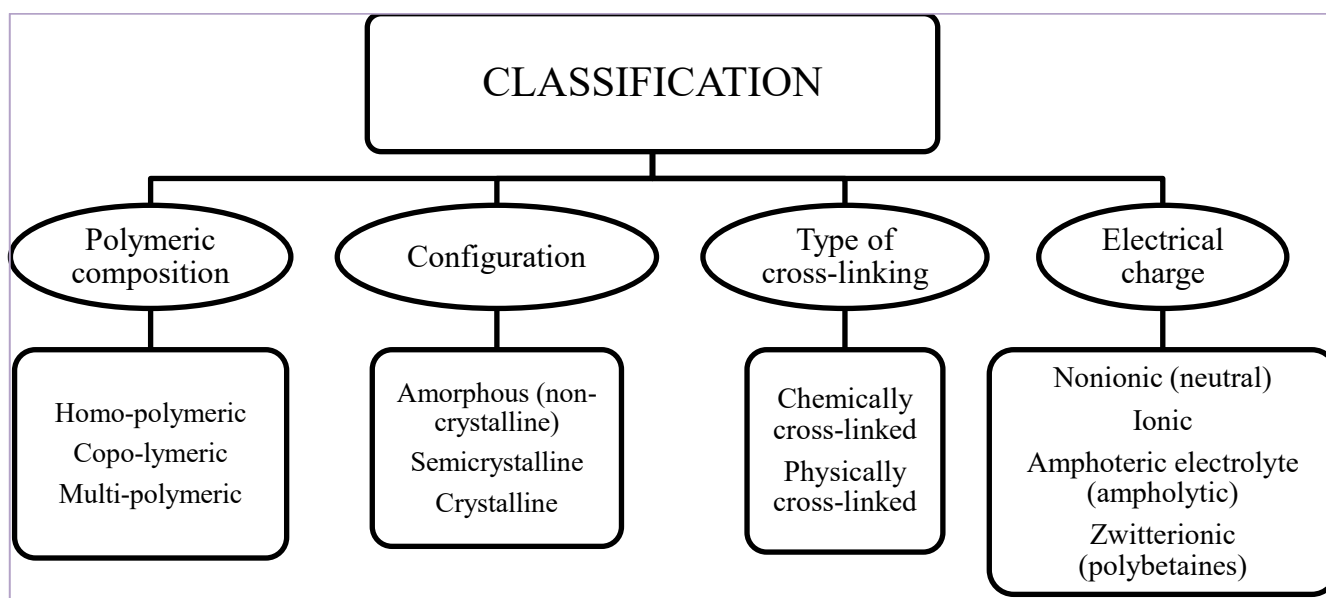 CLASSIFICATION
Polymeric
composition
Configuration
Type of
cross-linking
Electrical
charge
Homo-polymeric
Copo-lymeric
Multi-polymeric
Amorphous (non-
crystalline)
Semicrystalline
Crystalline
Chemically
cross-linked
Physically
cross-linked
Nonionic (neutral)
Ionic
Amphoteric electrolyte
(ampholytic)
Zwitterionic
(polybetaines)